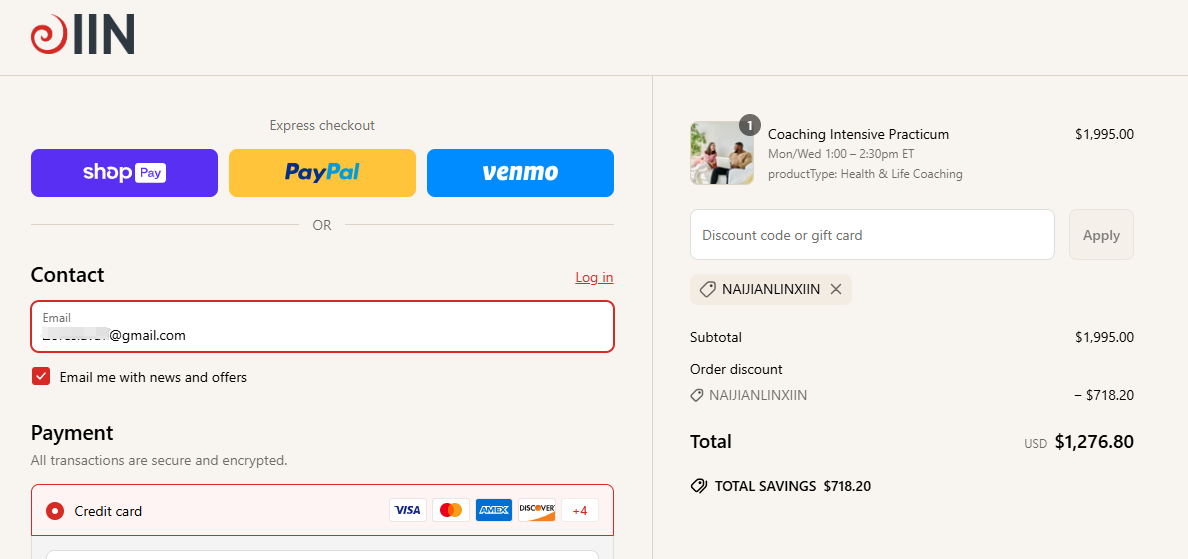 IIN
Express checkout
shop Pay
PayPal
venmo
OR
Contact
Log in
Email
@gmail.com
Email me with news and offers
Payment
All transactions are secure and encrypted.
Credit card
VISA
AMEX
DISCOVER
+4
1
Coaching Intensive Practicum
$1,995.00
Mon/Wed 1:00 – 2:30pm ET
productType: Health & Life Coaching
Discount code or gift card
Apply
NAIJIANLINXIIN
Subtotal
$1,995.00
Order discount
NAIJIANLINXIIN
− $718.20
Total
USD $1,276.80
TOTAL SAVINGS $718.20